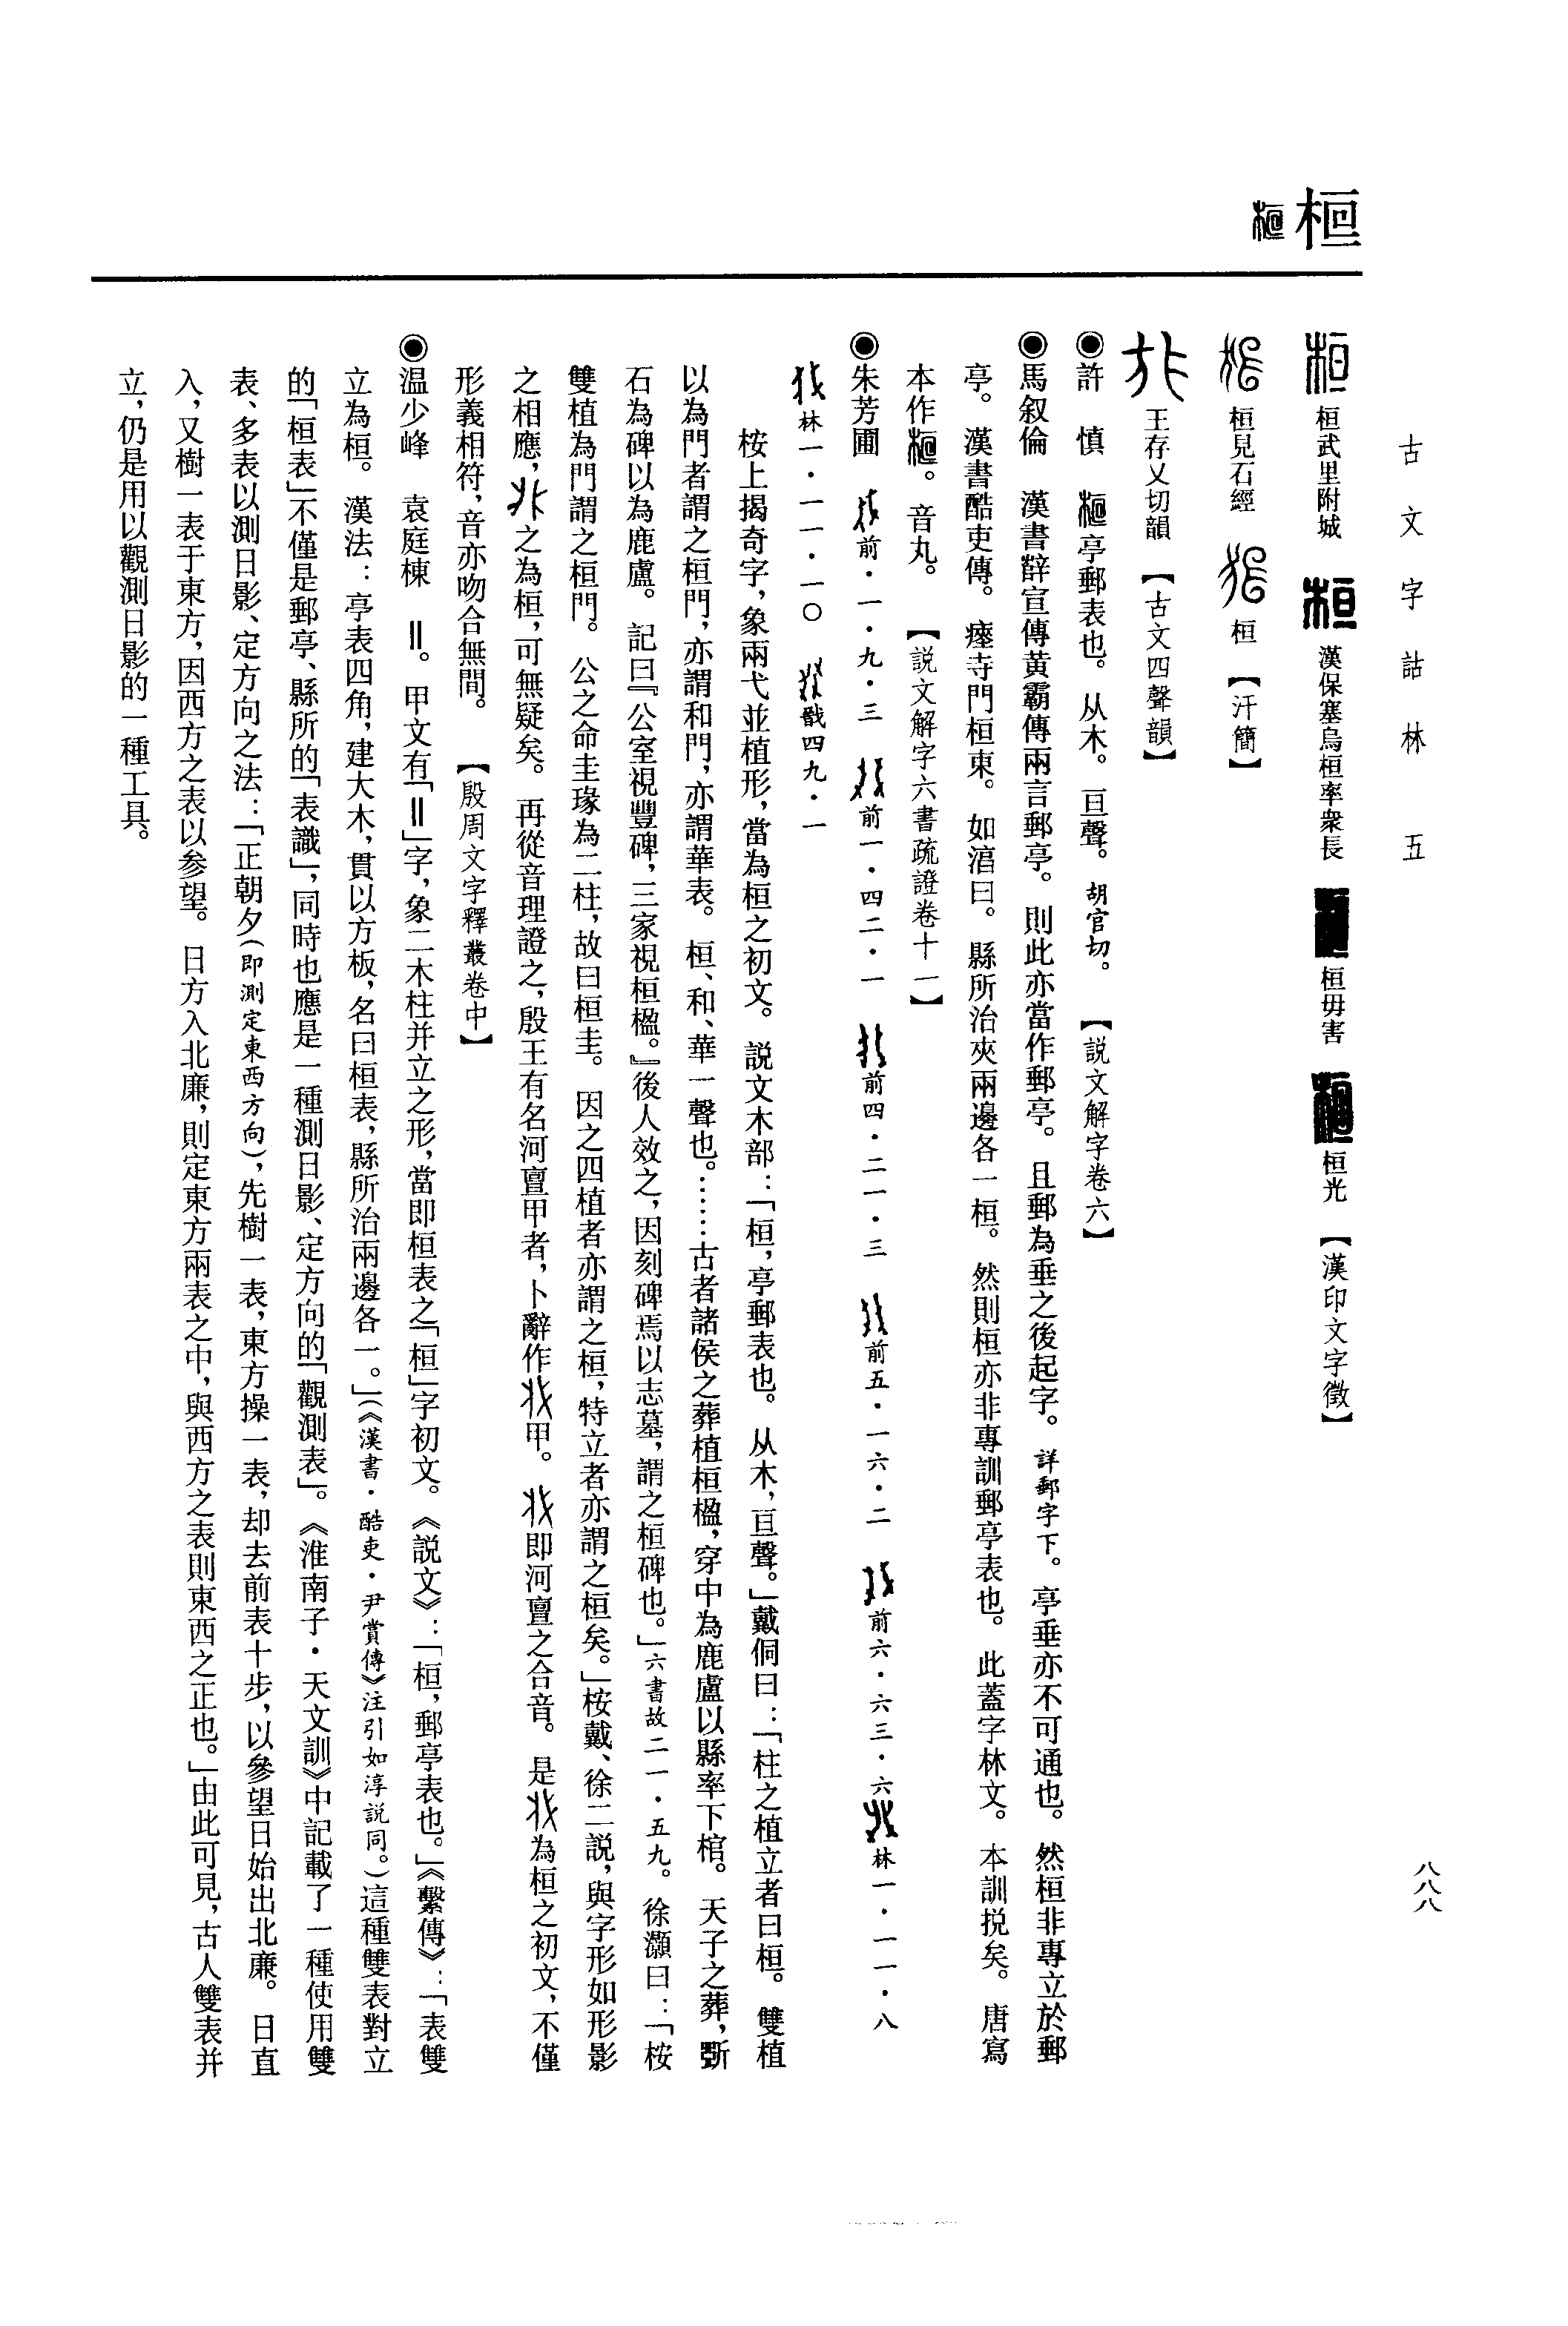 古文字詁林 五
八八八
桓
桓武里附城 漢保塞烏桓率衆長 桓毋害 桓光 【漢印文字徵】
桓見石經 桓 【汗簡】
王存乂切韻 【古文四聲韻】
◉許 慎 亭郵表也。从木。亘聲。胡官切。 【説文解字卷六】
◉馬叙倫 漢書薛宣傳黄霸傳兩言郵亭。則此亦當作郵亭。且郵為垂之後起字。詳郵字下。亭垂亦不可通也。然桓非專立於郵
亭。漢書酷吏傳。瘞寺門桓東。如淊曰。縣所治夾兩邊各一桓。然則桓亦非專訓郵亭表也。此蓋字林文。本訓挩矣。唐寫
本作。音丸。 【説文解字六書疏證卷十一】
◉朱芳圃 前・一・九・三 前一・四二・一 前四・二一・三 前五・一六・二 前六・六三・六 林一・一一・八
林一・一一・一〇 戩四九・一
桉上揭奇字,象兩弋並植形,當為桓之初文。説文木部:「桓,亭郵表也。从木,亘聲。」戴侗曰:「柱之植立者曰桓。雙植
以為門者謂之桓門,亦謂和門,亦謂華表。桓、和、華一聲也。……古者諸侯之葬植桓楹,穿中為鹿盧以縣率下棺。天子之葬,斲
石為碑以為鹿盧。記曰『公室視豐碑,三家視桓楹。』後人效之,因刻碑焉以志墓,謂之桓碑也。」六書故二一・五九。徐灝曰:「桉
雙植為門謂之桓門。公之命圭瑑為二柱,故曰桓圭。因之四植者亦謂之桓,特立者亦謂之桓矣。」桉戴、徐二説,與字形如形影
之相應,之為桓,可無疑矣。再從音理證之,殷王有名河亶甲者,卜辭作甲。即河亶之合音。是為桓之初文,不僅
形義相符,音亦吻合無間。 【殷周文字釋叢卷中】
◉温少峰 袁庭棟 ‖。甲文有「‖」字,象二木柱并立之形,當即桓表之「桓」字初文。《説文》:「桓,郵亭表也。」《繫傳》:「表雙
立為桓。漢法:亭表四角,建大木,貫以方板,名曰桓表,縣所治兩邊各一。」(《漢書・酷吏・尹賞傳》注引如淳説同。)這種雙表對立
的「桓表」不僅是郵亭、縣所的「表識」,同時也應是一種測日影、定方向的「觀測表」。《淮南子・天文訓》中記載了一種使用雙
表、多表以測日影、定方向之法:「正朝夕(即測定東西方向),先樹一表,東方操一表,却去前表十步,以參望日始出北廉。日直
入,又樹一表于東方,因西方之表以参望。日方入北廉,則定東方兩表之中,與西方之表則東西之正也。」由此可見,古人雙表并
立,仍是用以觀測日影的一種工具。